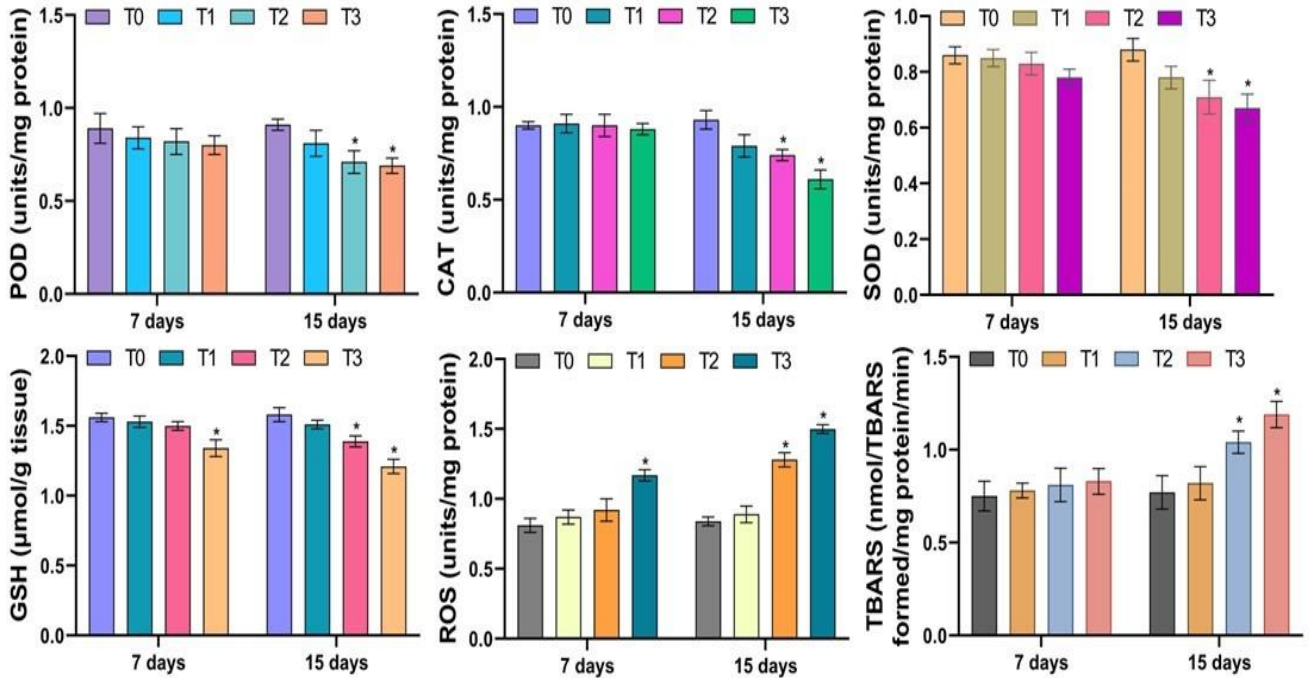 T0 T1 T2 T3
POD (units/mg protein)
1.5
1.0
0.5
0.0
* *
7 days 15 days
T0 T1 T2 T3
CAT (units/mg protein)
1.5
1.0
0.5
0.0
* *
7 days 15 days
T0 T1 T2 T3
SOD (units/mg protein)
1.0
0.8
0.6
0.4
0.2
0.0
* *
7 days 15 days
T0 T1 T2 T3
GSH (µmol/g tissue)
2.0
1.5
1.0
0.5
0.0
* * *
7 days 15 days
T0 T1 T2 T3
ROS (units/mg protein)
2.0
1.5
1.0
0.5
0.0
* * *
7 days 15 days
T0 T1 T2 T3
TBARS (nmol/TBARS
formed/mg protein/min)
1.5
1.0
0.5
0.0
* *
7 days 15 days